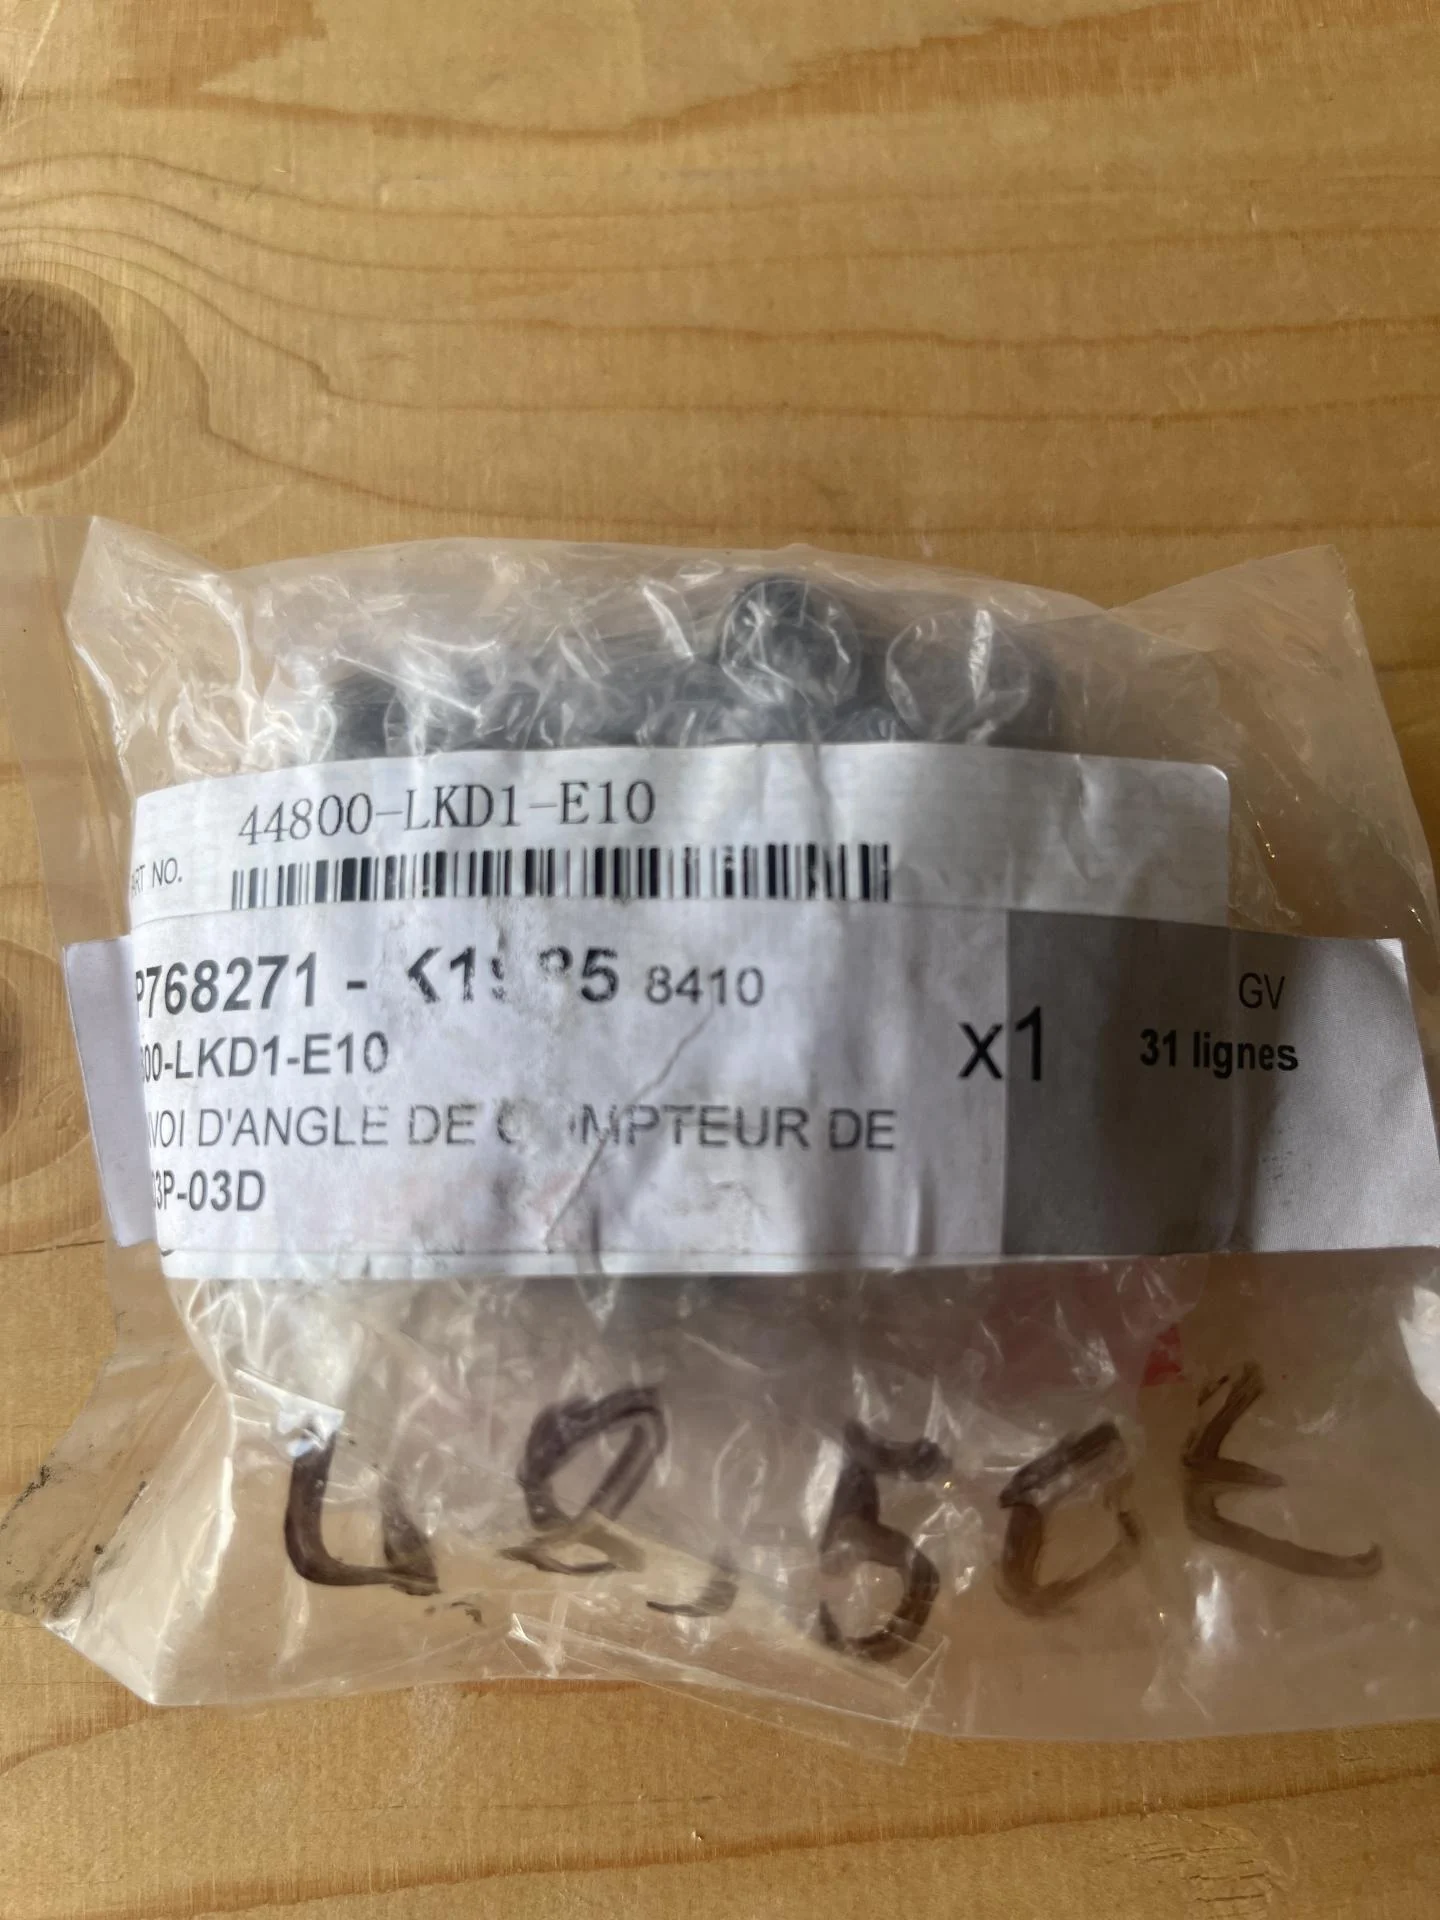 44800-LKD1-E10
ART NO.
P768271 - 8410
00-LKD1-E10
VOI D'ANGLE DE COMPTEUR DE
3P-03D
x1
GV
31 lignes